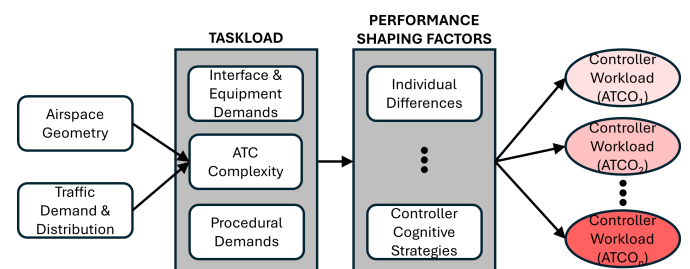 PERFORMANCE
SHAPING FACTORS
TASKLOAD
Airspace
Geometry
Traffic
Demand &
Distribution
Interface &
Equipment
Demands
ATC
Complexity
Procedural
Demands
Individual
Differences
Controller
Cognitive
Strategies
Controller
Workload
(ATCO₁)
Controller
Workload
(ATCO₂)
Controller
Workload
(ATCOₙ)